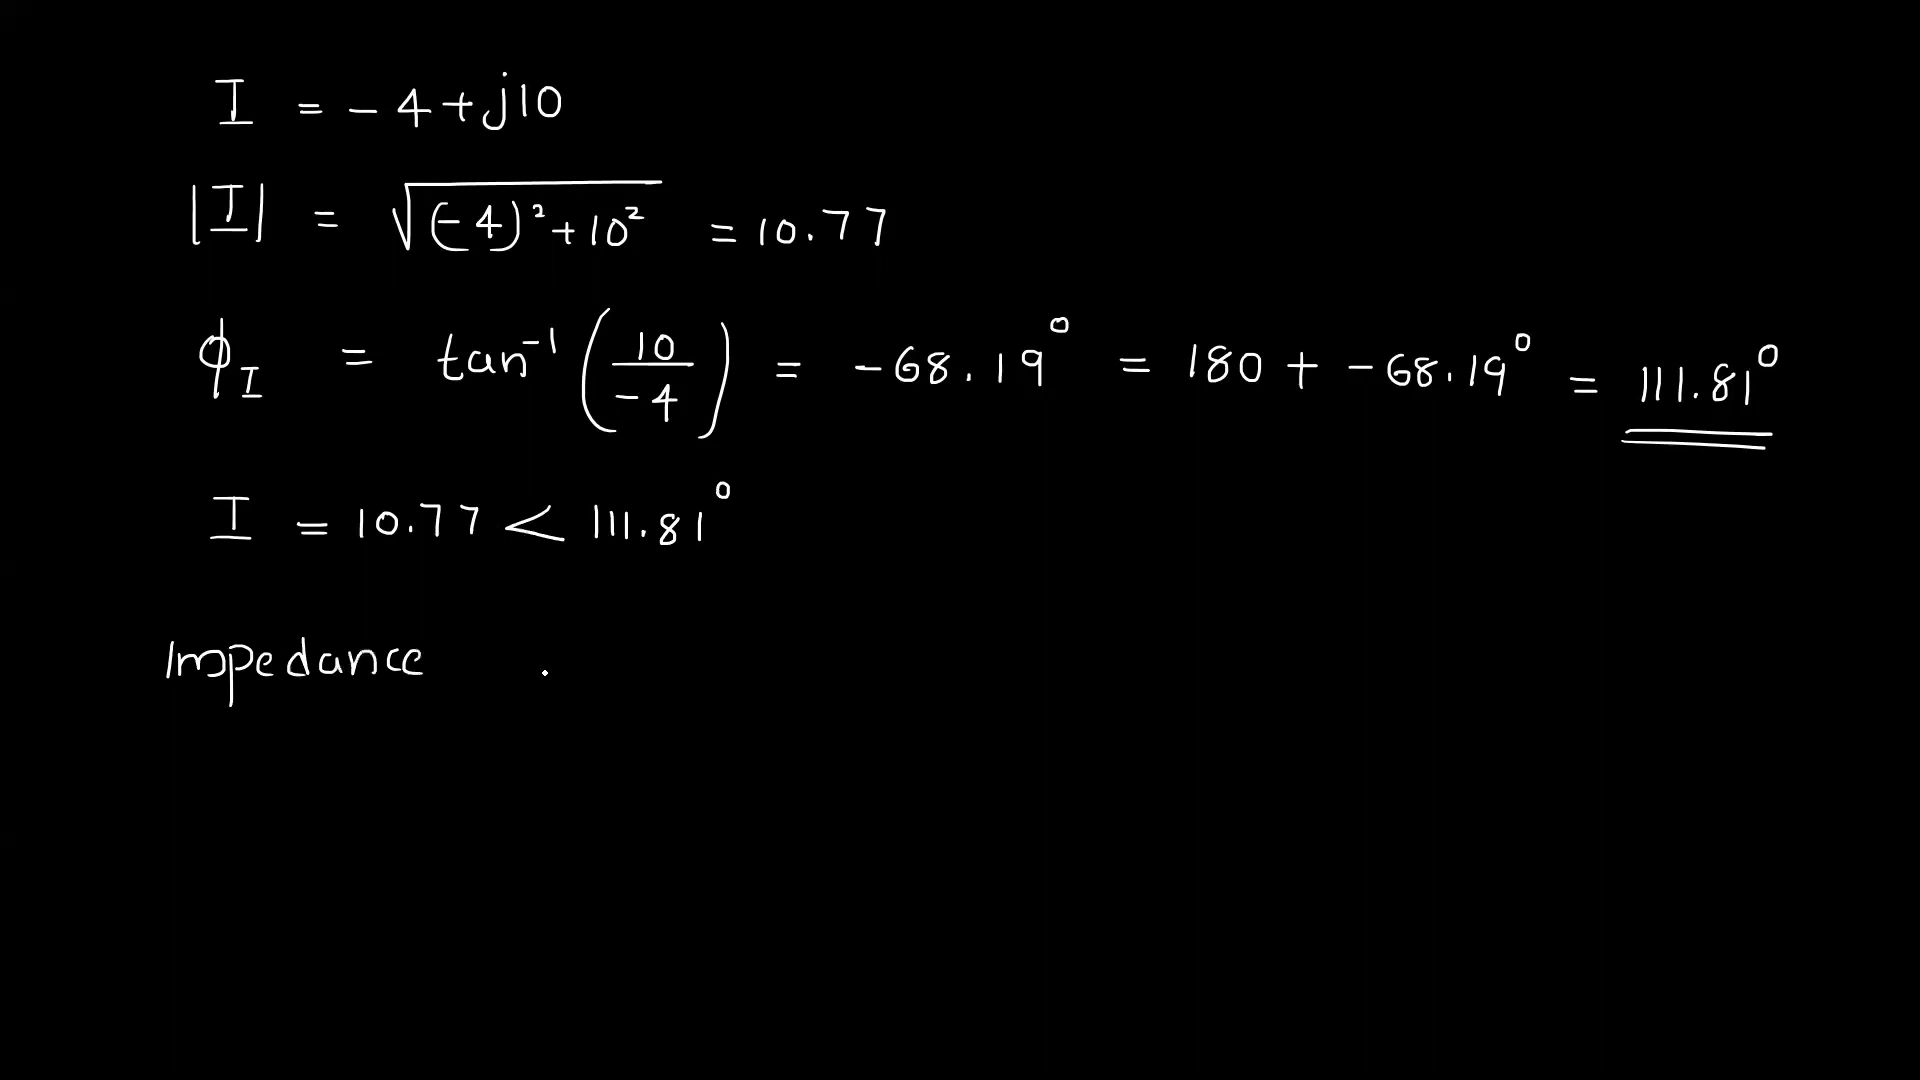 I = - 4 + j10
|I| = √(-4)² + 10² = 10.77
ϕI = tan⁻¹ (10/-4) = -68.19° = 180 + -68.19° = 111.81°
I = 10.77 < 111.81°
Impedance .